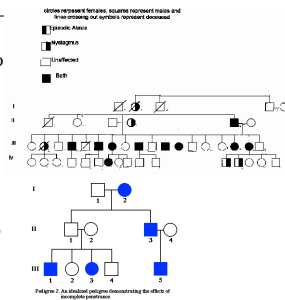 circles rerpesent females, squares represent males and
lines crossing out symbols represent deceased
Episodic Ataxia
Nystagmus
Unaffected
Both
I
II
III
IV
I
1 2
II
1 2 3 4
III
1 2 3 4 5
Pedigree 2. An idealized pedigree demonstrating the effects of
incomplete penetrance.